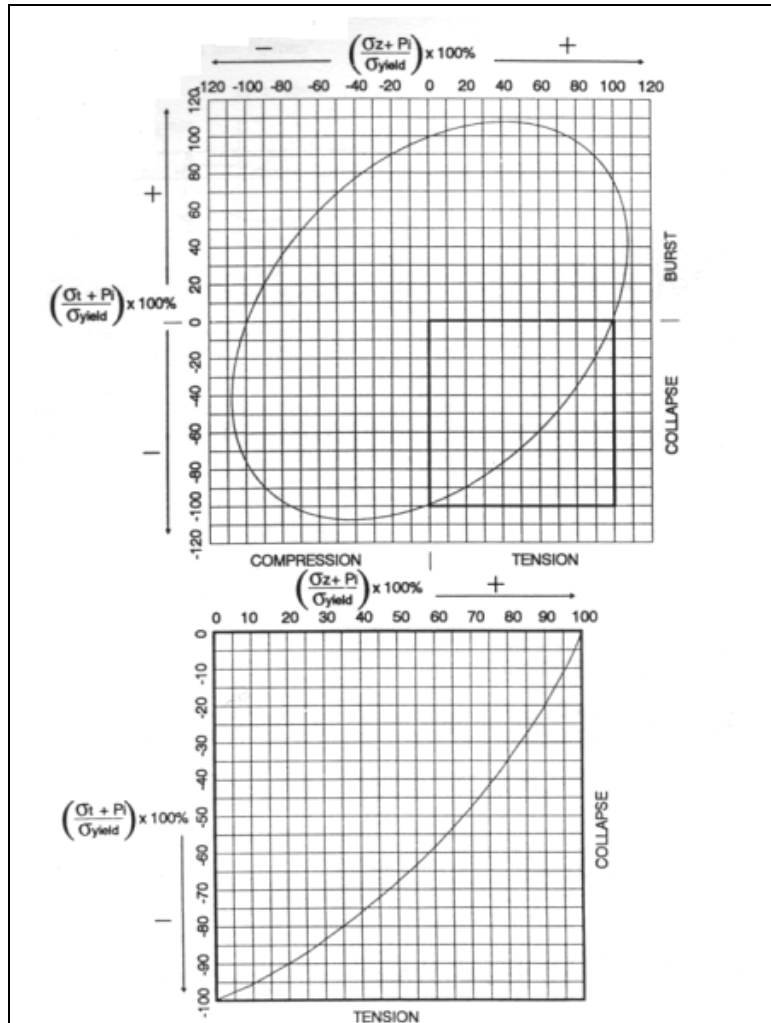 − (σz + Pi / σyield) x 100% +
120 -100 -80 -60 -40 -20 0 20 40 60 80 100 120
120
100
80
60
40
20
0
-20
-40
-60
-80
-100
-120
+
(σt + Pi / σyield) x 100%
−
BURST
COLLAPSE
COMPRESSION TENSION
(σz + Pi / σyield) x 100% +
0 10 20 30 40 50 60 70 80 90 100
0
-10
-20
-30
-40
-50
-60
-70
-80
-90
-100
(σt + Pi / σyield) x 100%
−
COLLAPSE
TENSION